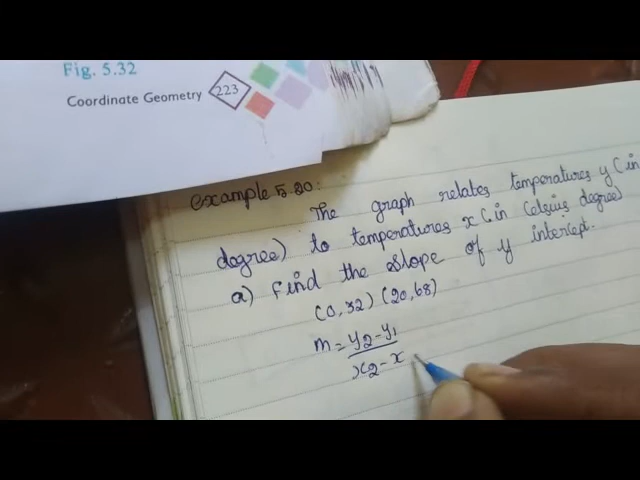 Fig. 5.32
Coordinate Geometry 223
Example 5.20:
The graph relates temperatures y (in
degree) to temperatures x (in Celsius degree)
a) Find the slope of y intercept.
(0,32) (20,68)
m = y2-y1
x2-x